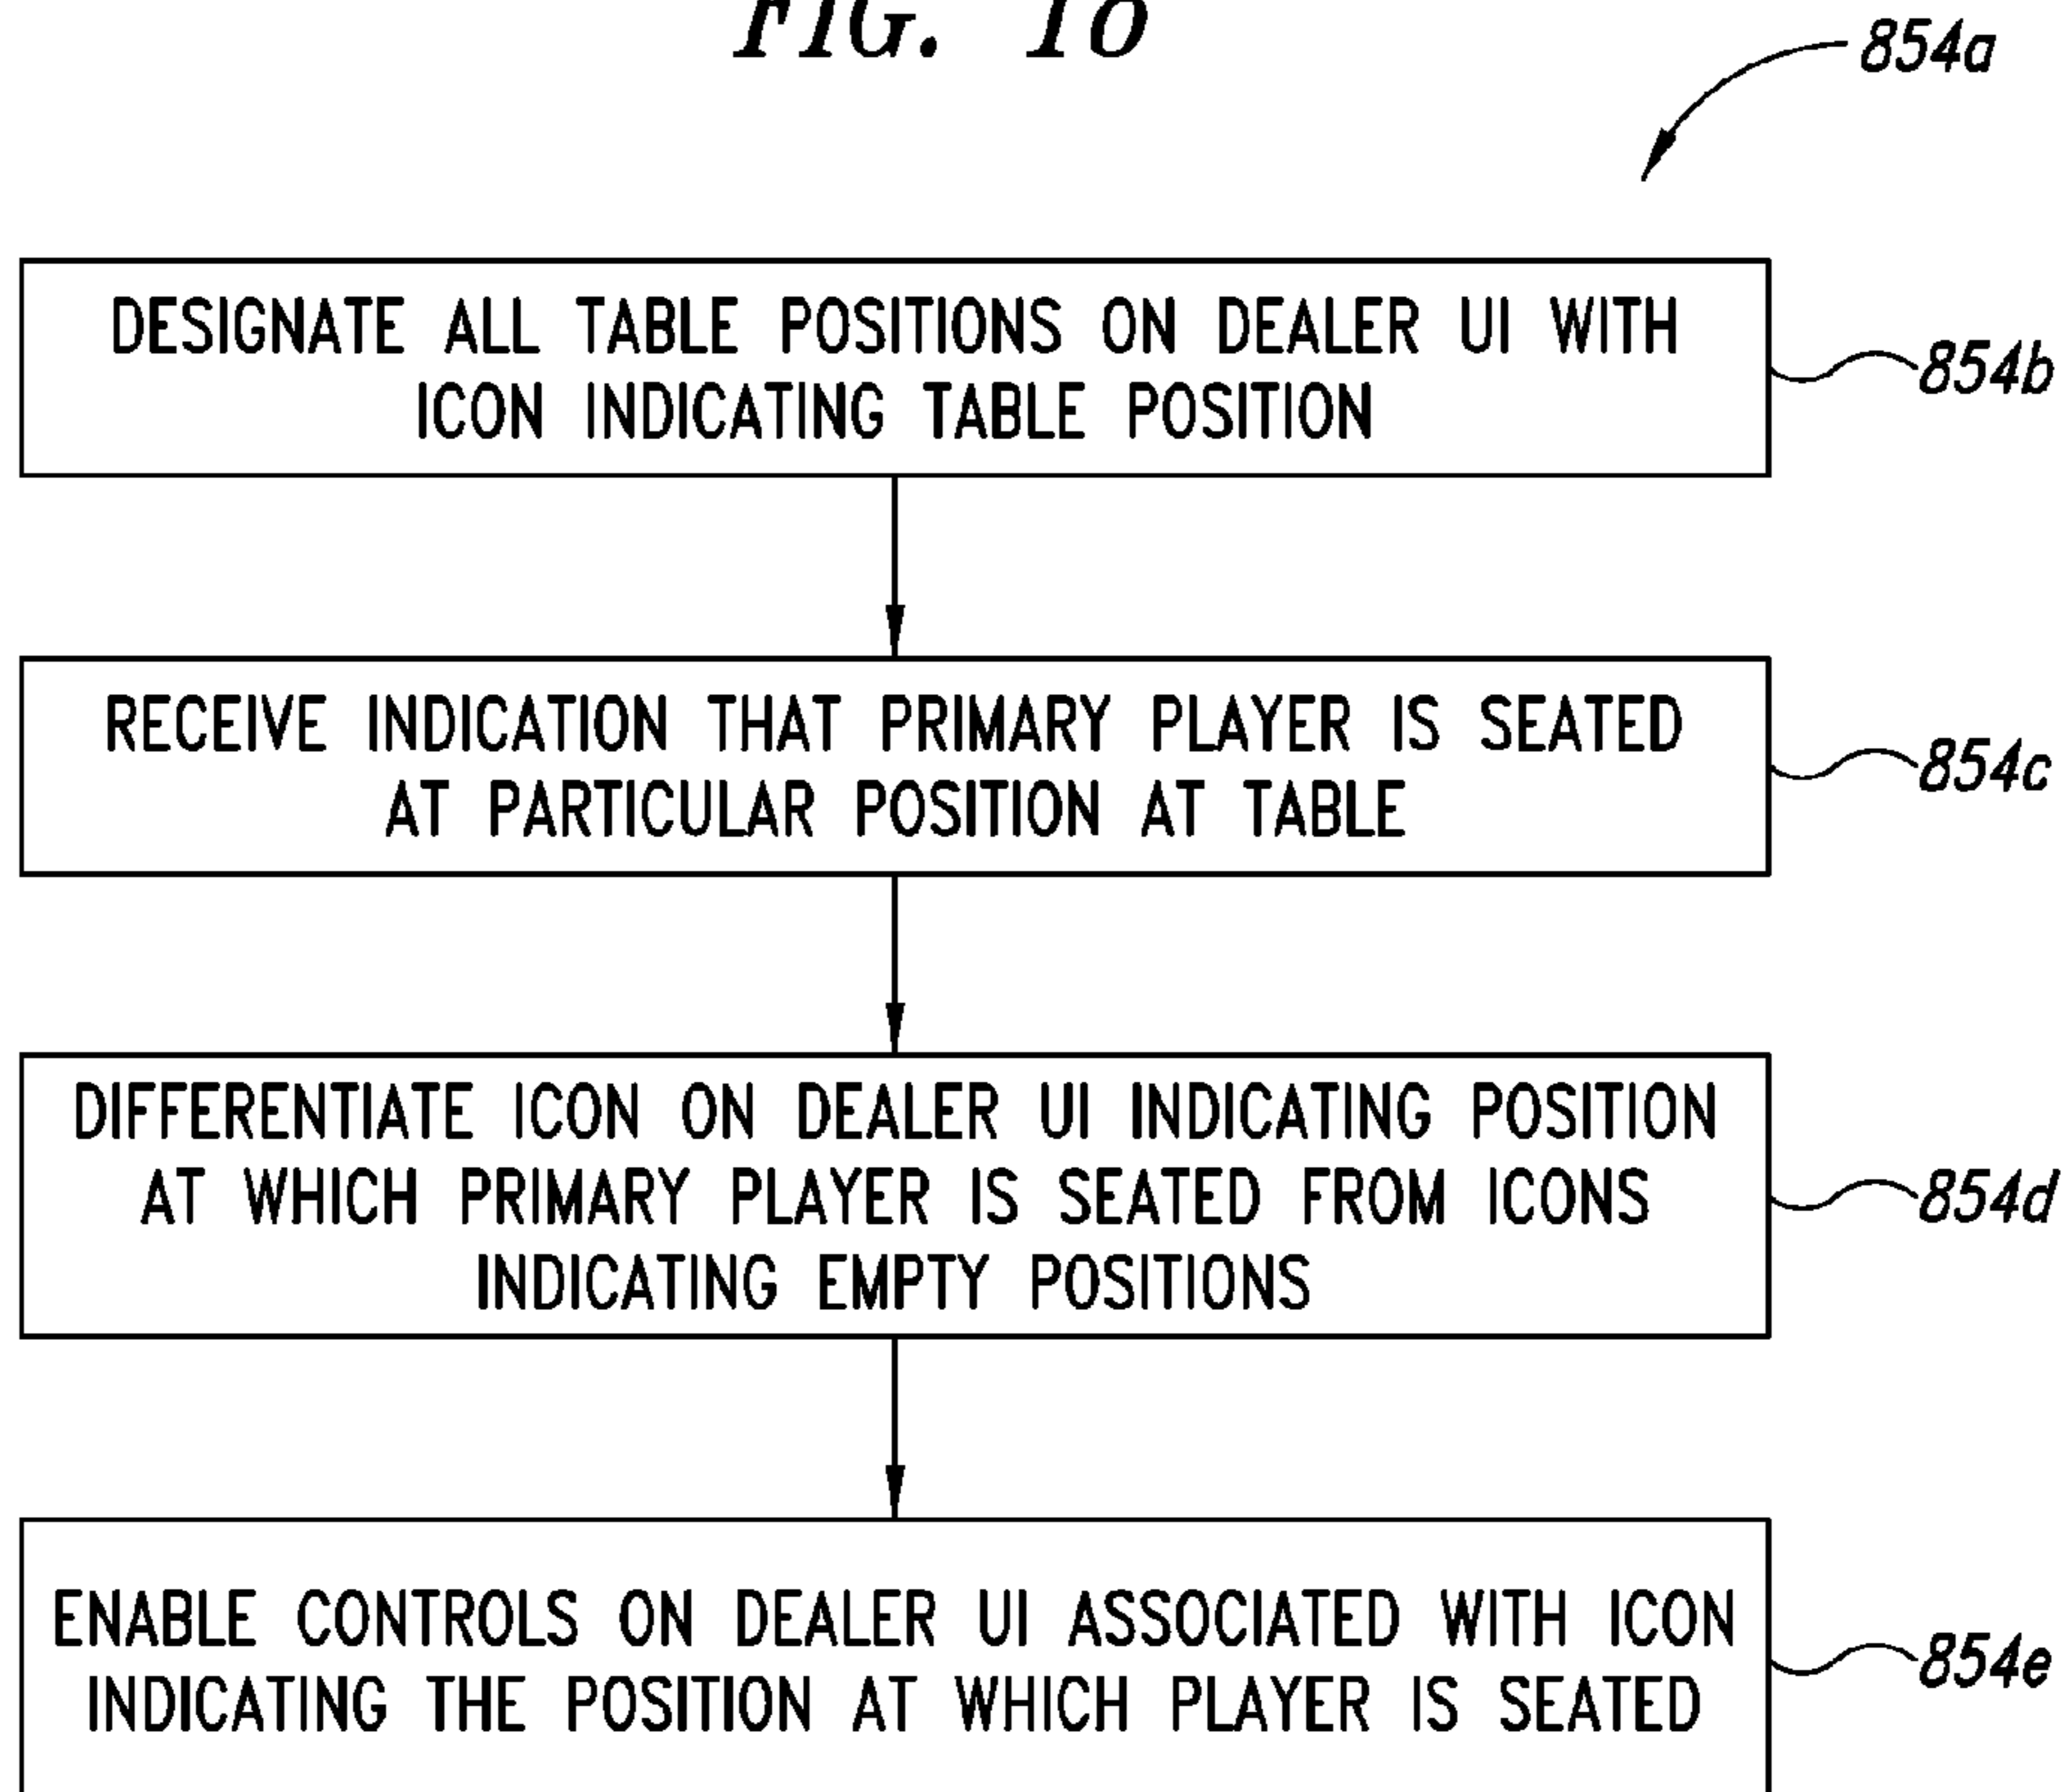 FIG. 18
854a
DESIGNATE ALL TABLE POSITIONS ON DEALER UI WITH
ICON INDICATING TABLE POSITION
854b
RECEIVE INDICATION THAT PRIMARY PLAYER IS SEATED
AT PARTICULAR POSITION AT TABLE
854c
DIFFERENTIATE ICON ON DEALER UI INDICATING POSITION
AT WHICH PRIMARY PLAYER IS SEATED FROM ICONS
INDICATING EMPTY POSITIONS
854d
ENABLE CONTROLS ON DEALER UI ASSOCIATED WITH ICON
INDICATING THE POSITION AT WHICH PLAYER IS SEATED
854e